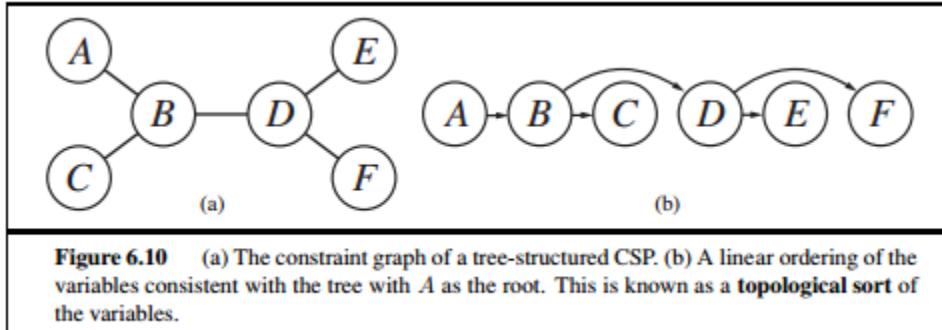 A E
B D A B C D E F
C F
(a) (b)
Figure 6.10 (a) The constraint graph of a tree-structured CSP. (b) A linear ordering of the
variables consistent with the tree with A as the root. This is known as a topological sort of
the variables.